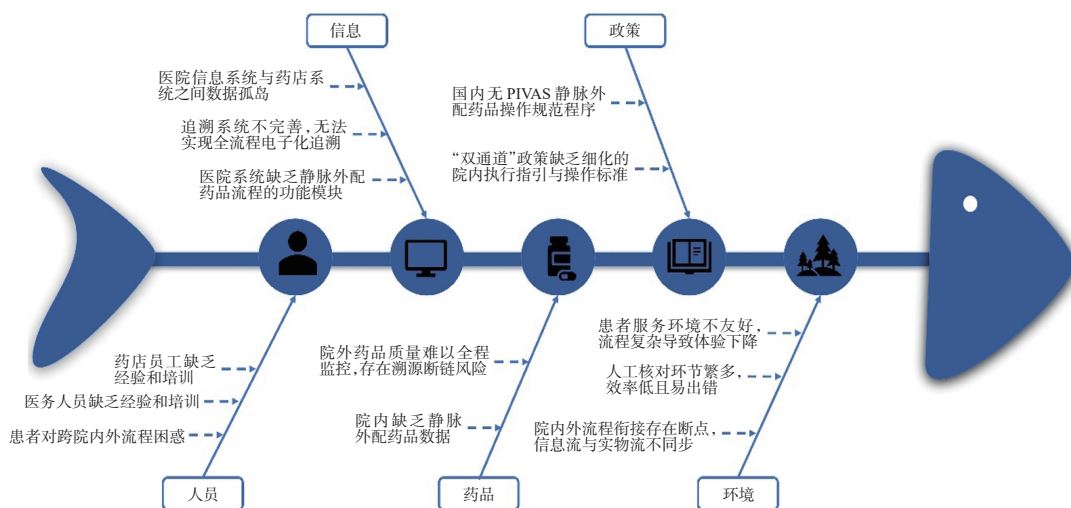 信息
医院信息系统与药店系
统之间数据孤岛
追溯系统不完善,无法
实现全流程电子化追溯
医院系统缺乏静脉外配
药品流程的功能模块
政策
国内无PIVAS静脉外
配药品操作规范程序
“双通道”政策缺乏细化的
院内执行指引与操作标准
药店员工缺乏
经验和培训
医务人员缺乏经验和培训
患者对跨院内外流程困惑
人员
院外药品质量难以全程
监控,存在溯源断链风险
院内缺乏静脉
外配药品数据
药品
患者服务环境不友好,
流程复杂导致体验下降
人工核对环节繁多,
效率低且易出错
院内外流程衔接存在断点,
信息流与实物流不同步
环境